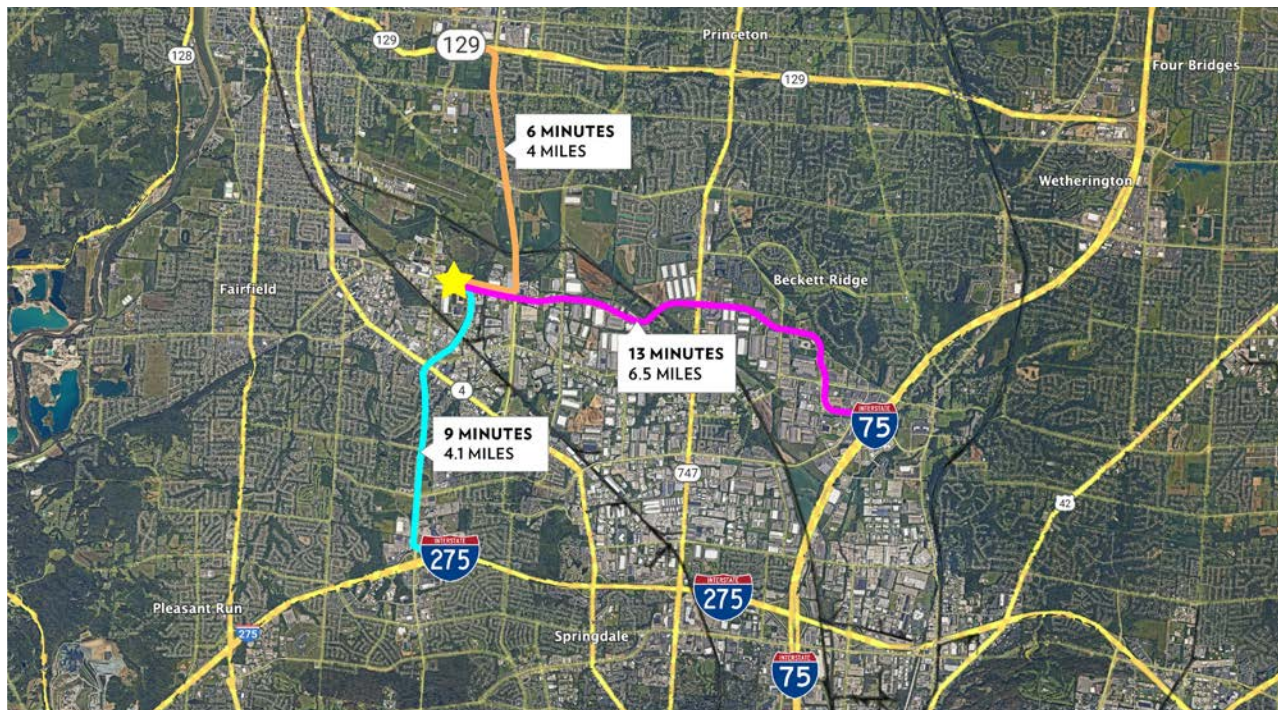 Princeton
129
129
128
129
Four Bridges
6 MINUTES
4 MILES
Wetherington
Fairfield
Beckett Ridge
13 MINUTES
6.5 MILES
4
INTERSTATE
75
9 MINUTES
4.1 MILES
747
42
INTERSTATE
275
INTERSTATE
275
Pleasant Run
275
Springdale
INTERSTATE
75